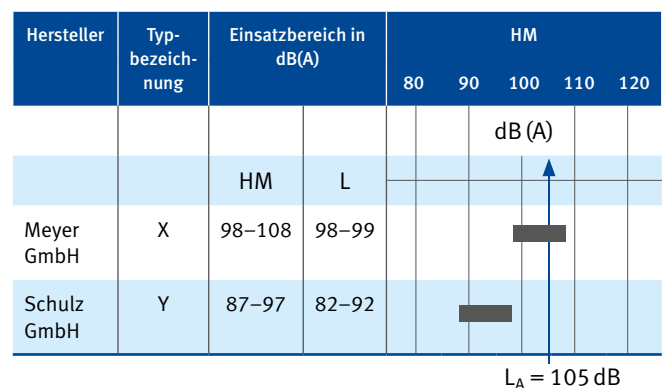 Hersteller Typ- Einsatzbereich in HM
bezeich- dB(A)
nung 80 90 100 110 120
dB (A)
HM L
Meyer X 98–108 98–99
GmbH
Schulz Y 87–97 82–92
GmbH
L_A = 105 dB